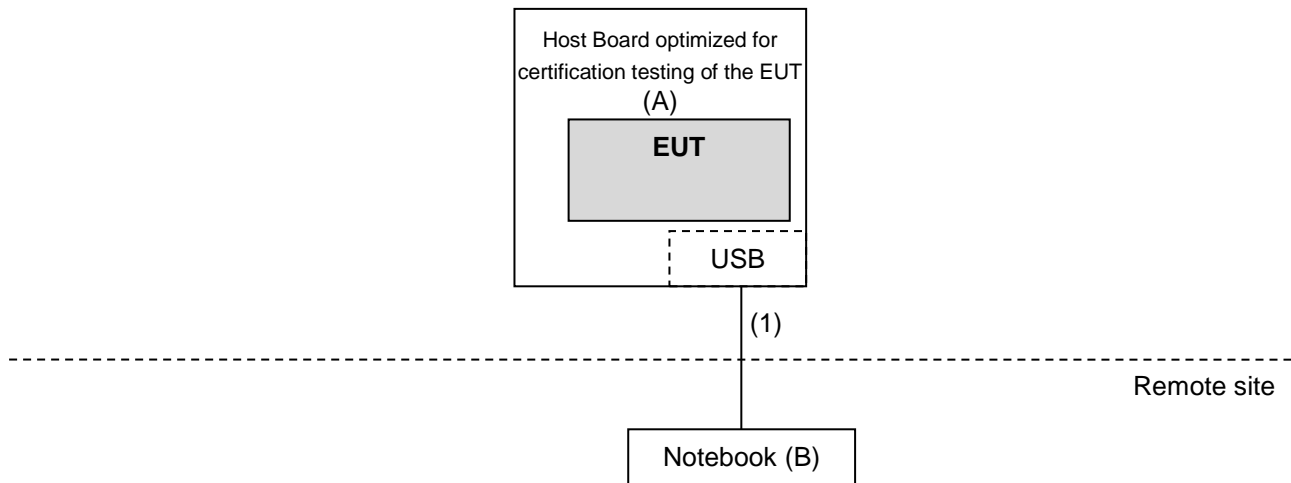 Host Board optimized for
certification testing of the EUT
(A)
EUT
USB
(1)
Remote site
Notebook (B)